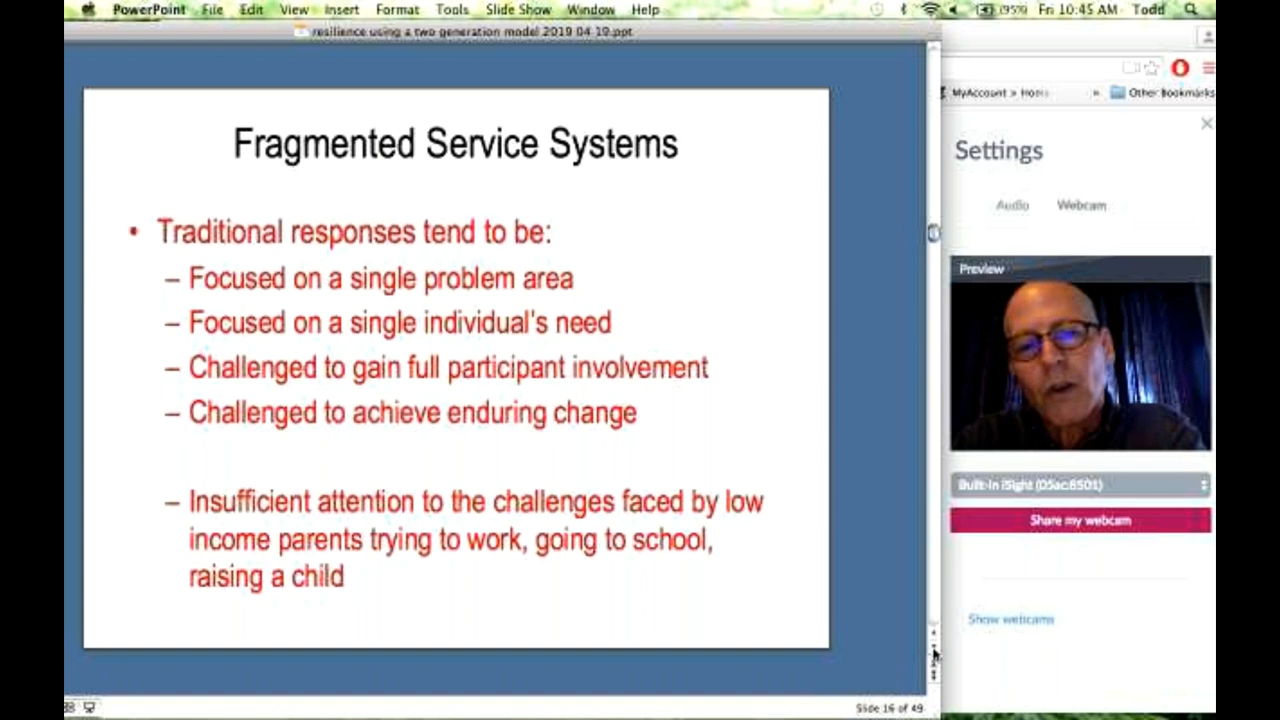 PowerPoint File Edit View Insert Format Tools Slide Show Window Help (95%) Fri 10:45 AM Todd
resilience using a two generation model 2019 04 19.ppt
MyAccount > Home » Other Bookmarks
Fragmented Service Systems
• Traditional responses tend to be:
– Focused on a single problem area
– Focused on a single individual's need
– Challenged to gain full participant involvement
– Challenged to achieve enduring change
– Insufficient attention to the challenges faced by low
income parents trying to work, going to school,
raising a child
Slide 16 of 49
Settings
Audio Webcam
Preview
Built-in iSight (05ac:8501)
Share my webcam
Show webcams